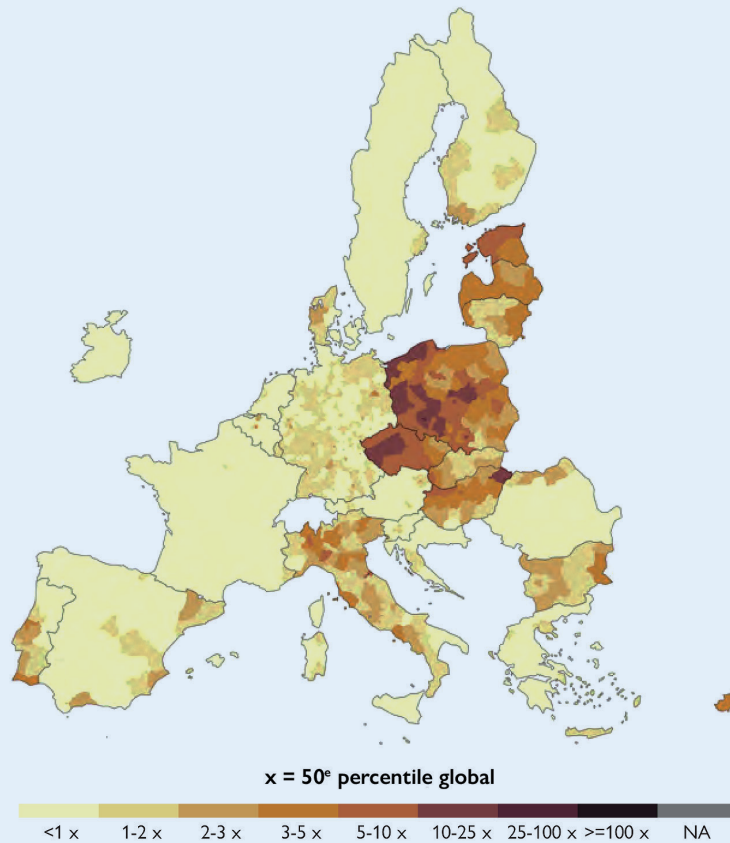 x = 50ᵉ percentile global
<1 x 1-2 x 2-3 x 3-5 x 5-10 x 10-25 x 25-100 x >=100 x NA